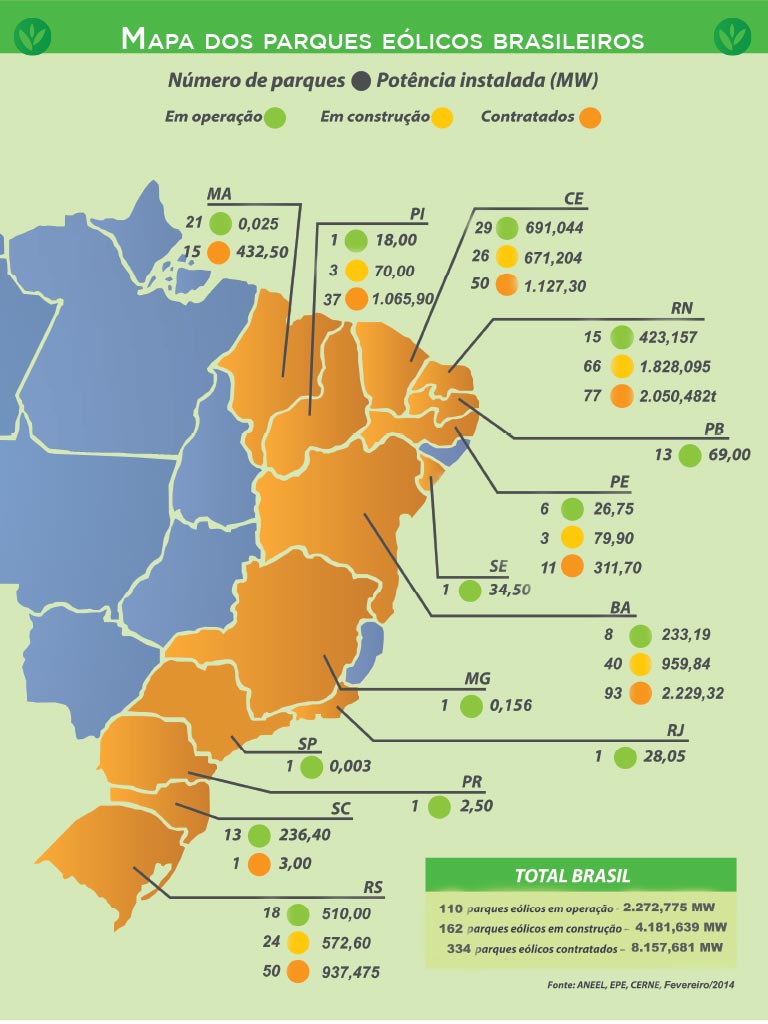 Mapa dos parques eólicos brasileiros
Número de parques Potência instalada (MW)
Em operação Em construção Contratados
MA
21 0,025
15 432,50
PI
1 18,00
3 70,00
37 1.065,90
CE
29 691,044
26 671,204
50 1.127,30
RN
15 423,157
66 1.828,095
77 2.050,482t
PB
13 69,00
PE
6 26,75
3 79,90
11 311,70
SE
1 34,50
BA
8 233,19
40 959,84
93 2.229,32
MG
1 0,156
RJ
1 28,05
SP
1 0,003
PR
1 2,50
SC
13 236,40
1 3,00
RS
18 510,00
24 572,60
50 937,475
TOTAL BRASIL
110 parques eólicos em operação - 2.272,775 MW
162 parques eólicos em construção - 4.181,639 MW
334 parques eólicos contratados - 8.157,681 MW
Fonte: ANEEL, EPE, CERNE, Fevereiro/2014